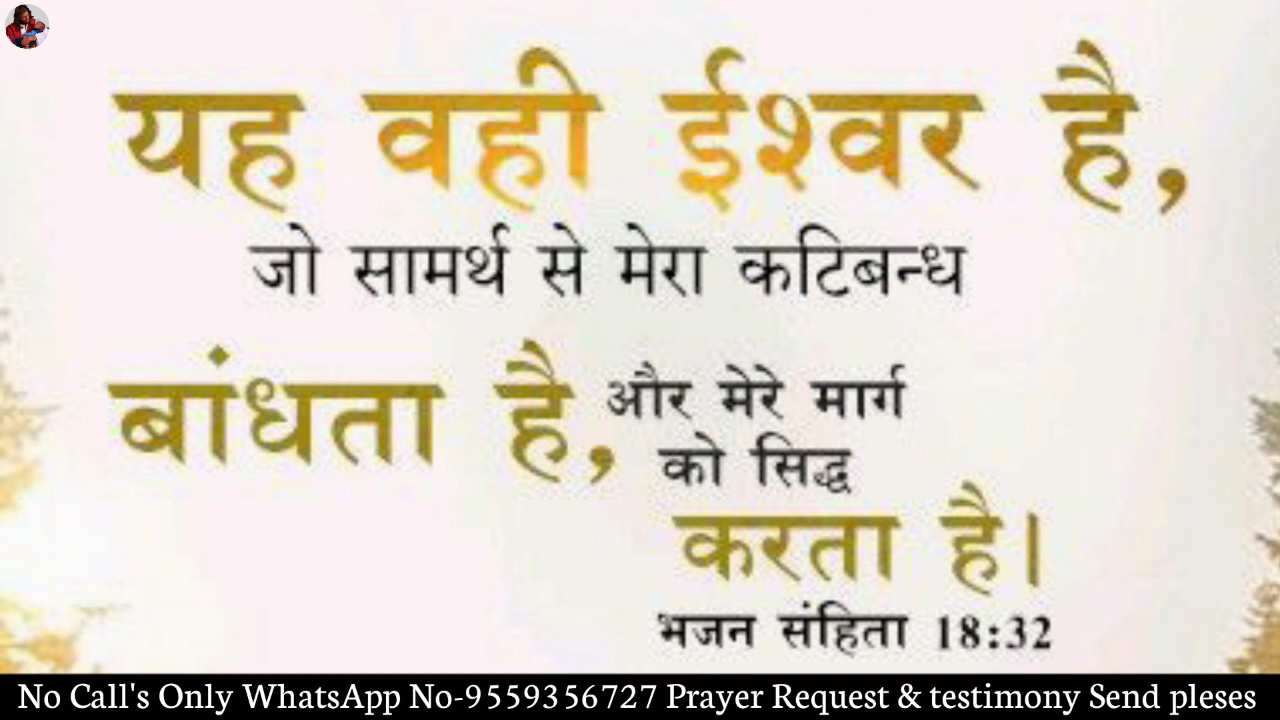 यह वही ईश्वर है,
जो सामर्थ से मेरा कटिबन्ध
बांधता है, और मेरे मार्ग
को सिद्ध
करता है।
भजन संहिता 18:32
No Call's Only WhatsApp No-9559356727 Prayer Request & testimony Send pleses